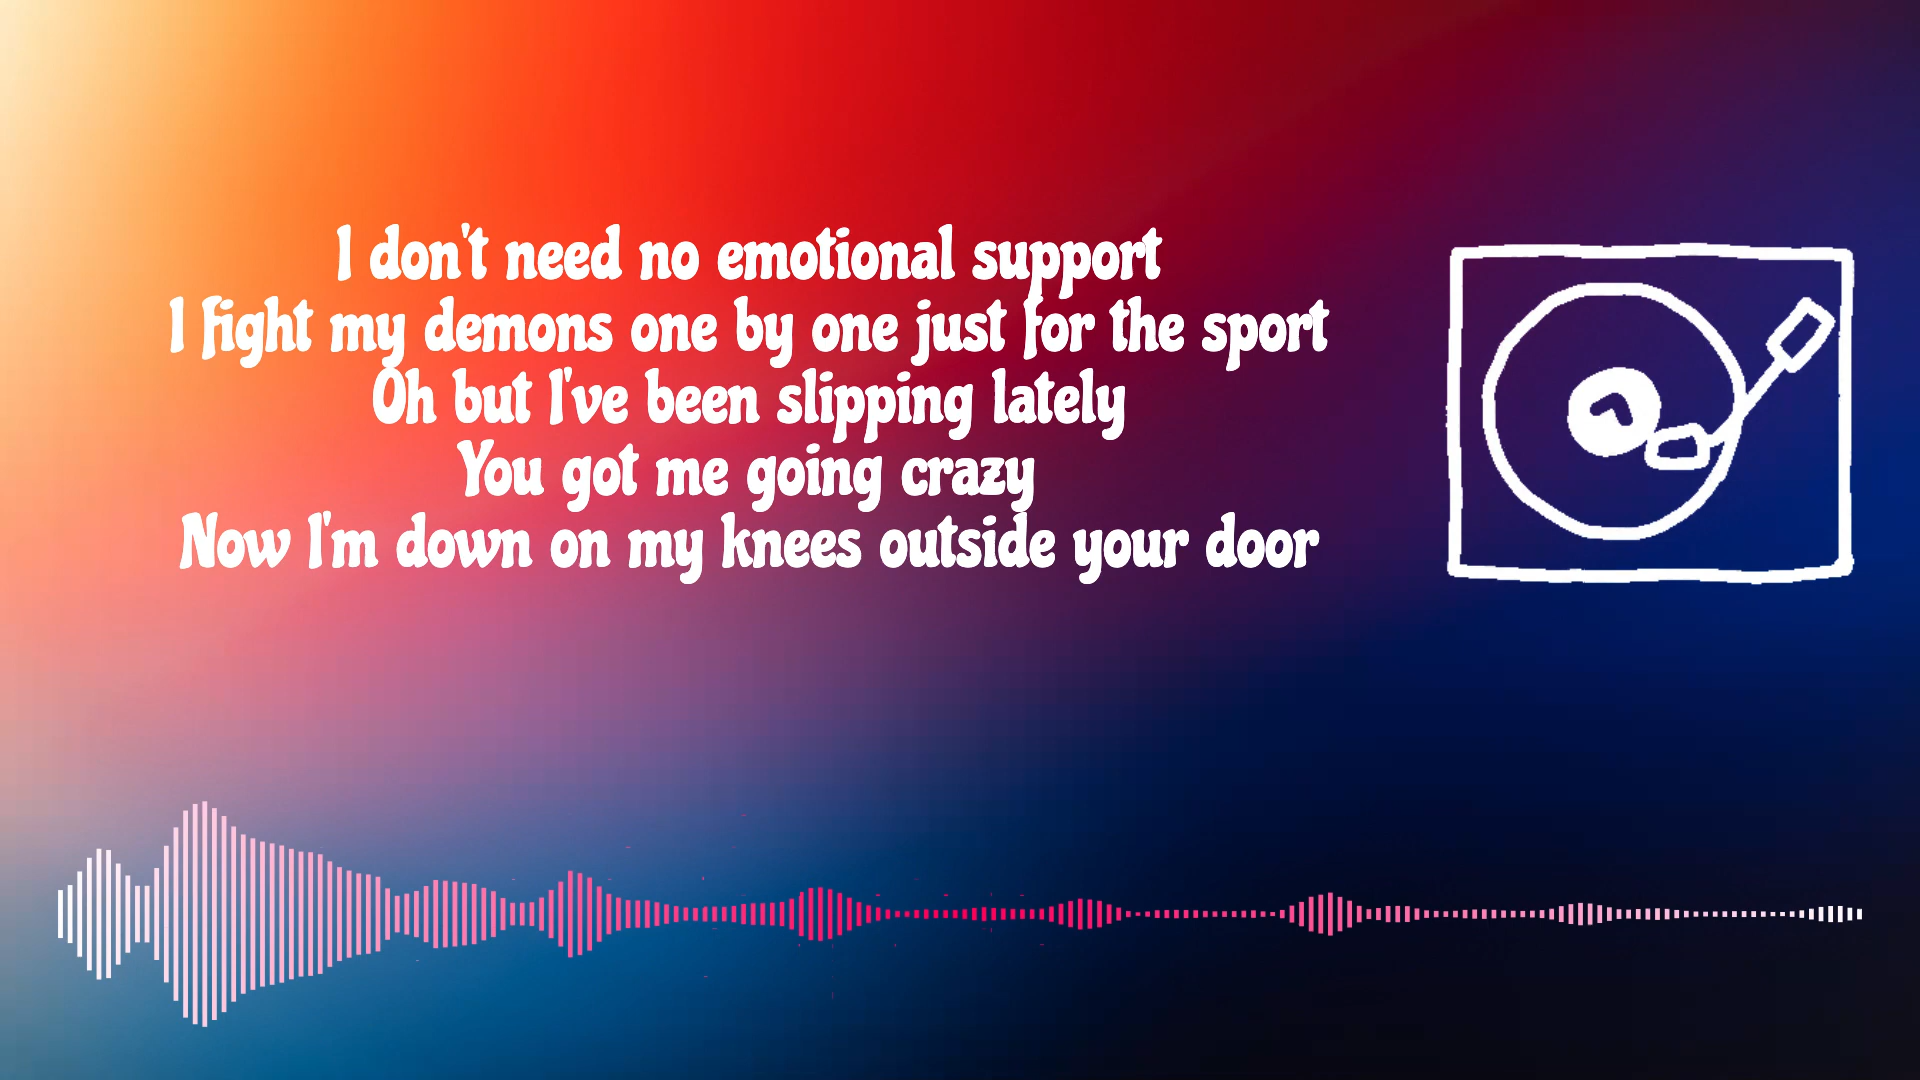 I don't need no emotional support
I fight my demons one by one just for the sport
Oh but I've been slipping lately
You got me going crazy
Now I'm down on my knees outside your door